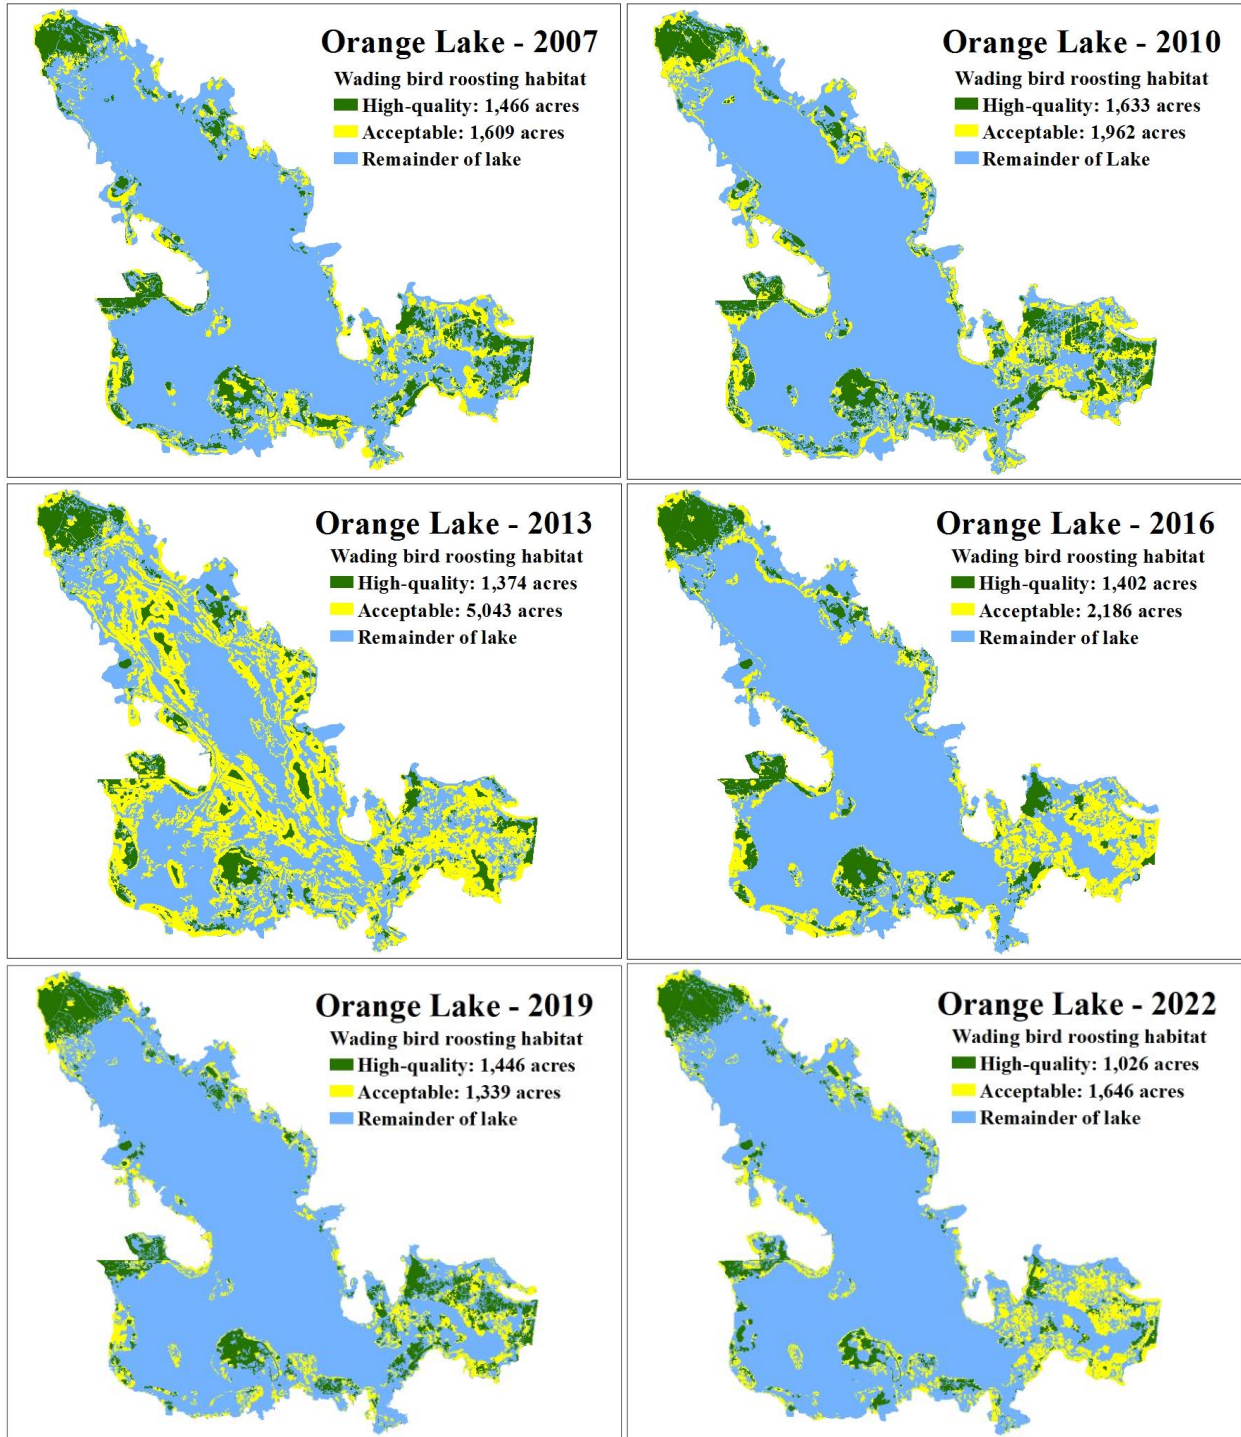 Orange Lake - 2007
Wading bird roosting habitat
High-quality: 1,466 acres
Acceptable: 1,609 acres
Remainder of lake
Orange Lake - 2010
Wading bird roosting habitat
High-quality: 1,633 acres
Acceptable: 1,962 acres
Remainder of Lake
Orange Lake - 2013
Wading bird roosting habitat
High-quality: 1,374 acres
Acceptable: 5,043 acres
Remainder of lake
Orange Lake - 2016
Wading bird roosting habitat
High-quality: 1,402 acres
Acceptable: 2,186 acres
Remainder of lake
Orange Lake - 2019
Wading bird roosting habitat
High-quality: 1,446 acres
Acceptable: 1,339 acres
Remainder of lake
Orange Lake - 2022
Wading bird roosting habitat
High-quality: 1,026 acres
Acceptable: 1,646 acres
Remainder of lake